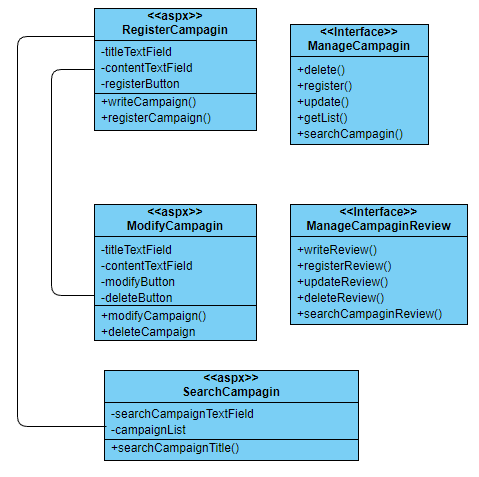 <<aspx>>
RegisterCampagin
-titleTextField
-contentTextField
-registerButton
+writeCampaign()
+registerCampaign()
<<Interface>>
ManageCampagin
+delete()
+register()
+update()
+getList()
+searchCampagin()
<<aspx>>
ModifyCampagin
-titleTextField
-contentTextField
-modifyButton
-deleteButton
+modifyCampaign()
+deleteCampaign
<<Interface>>
ManageCampaginReview
+writeReview()
+registerReview()
+updateReview()
+deleteReview()
+searchCampaginReview()
<<aspx>>
SearchCampagin
-searchCampaignTextField
-campaignList
+searchCampaignTitle()